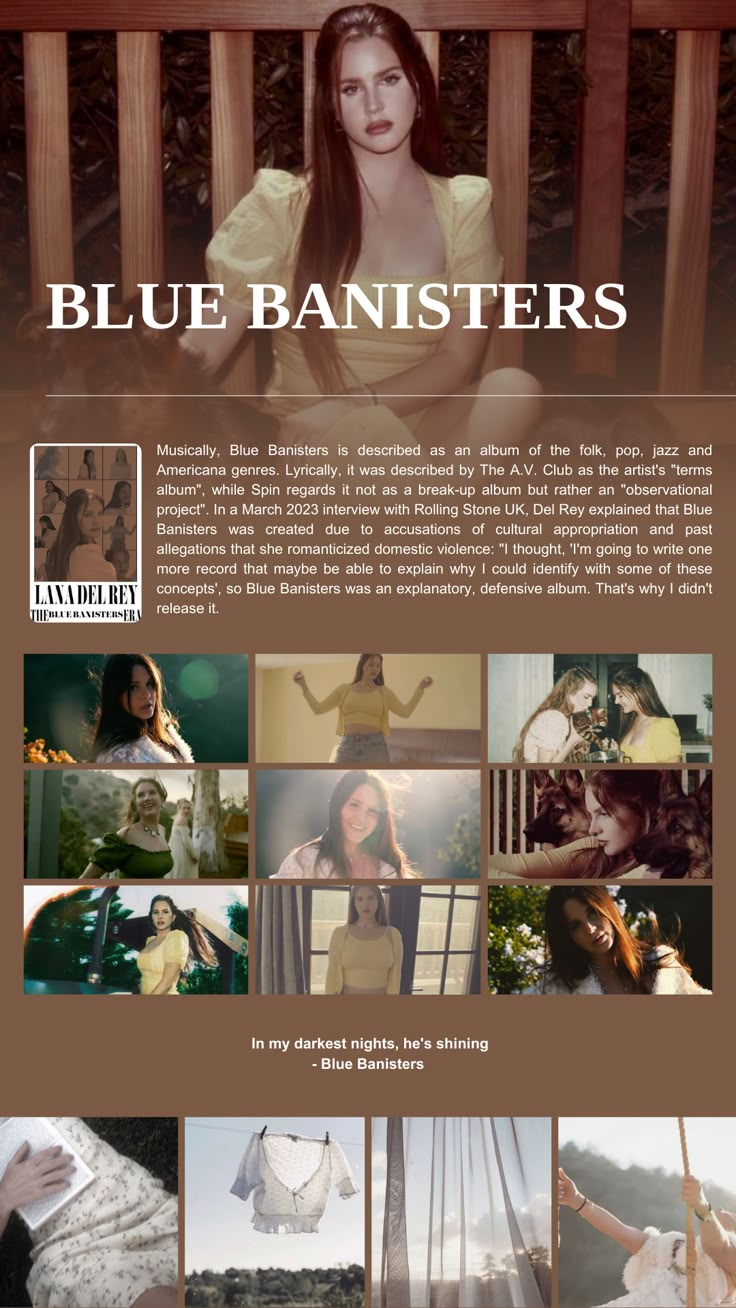 BLUE BANISTERS
Musically, Blue Banisters is described as an album of the folk, pop, jazz and
Americana genres. Lyrically, it was described by The A.V. Club as the artist's "terms
album", while Spin regards it not as a break-up album but rather an "observational
project". In a March 2023 interview with Rolling Stone UK, Del Rey explained that Blue
Banisters was created due to accusations of cultural appropriation and past
allegations that she romanticized domestic violence: "I thought, 'I'm going to write one
more record that maybe be able to explain why I could identify with some of these
concepts', so Blue Banisters was an explanatory, defensive album. That's why I didn't
release it.
LANA DEL REY
THE BLUE BANISTERS ERA
In my darkest nights, he's shining
- Blue Banisters